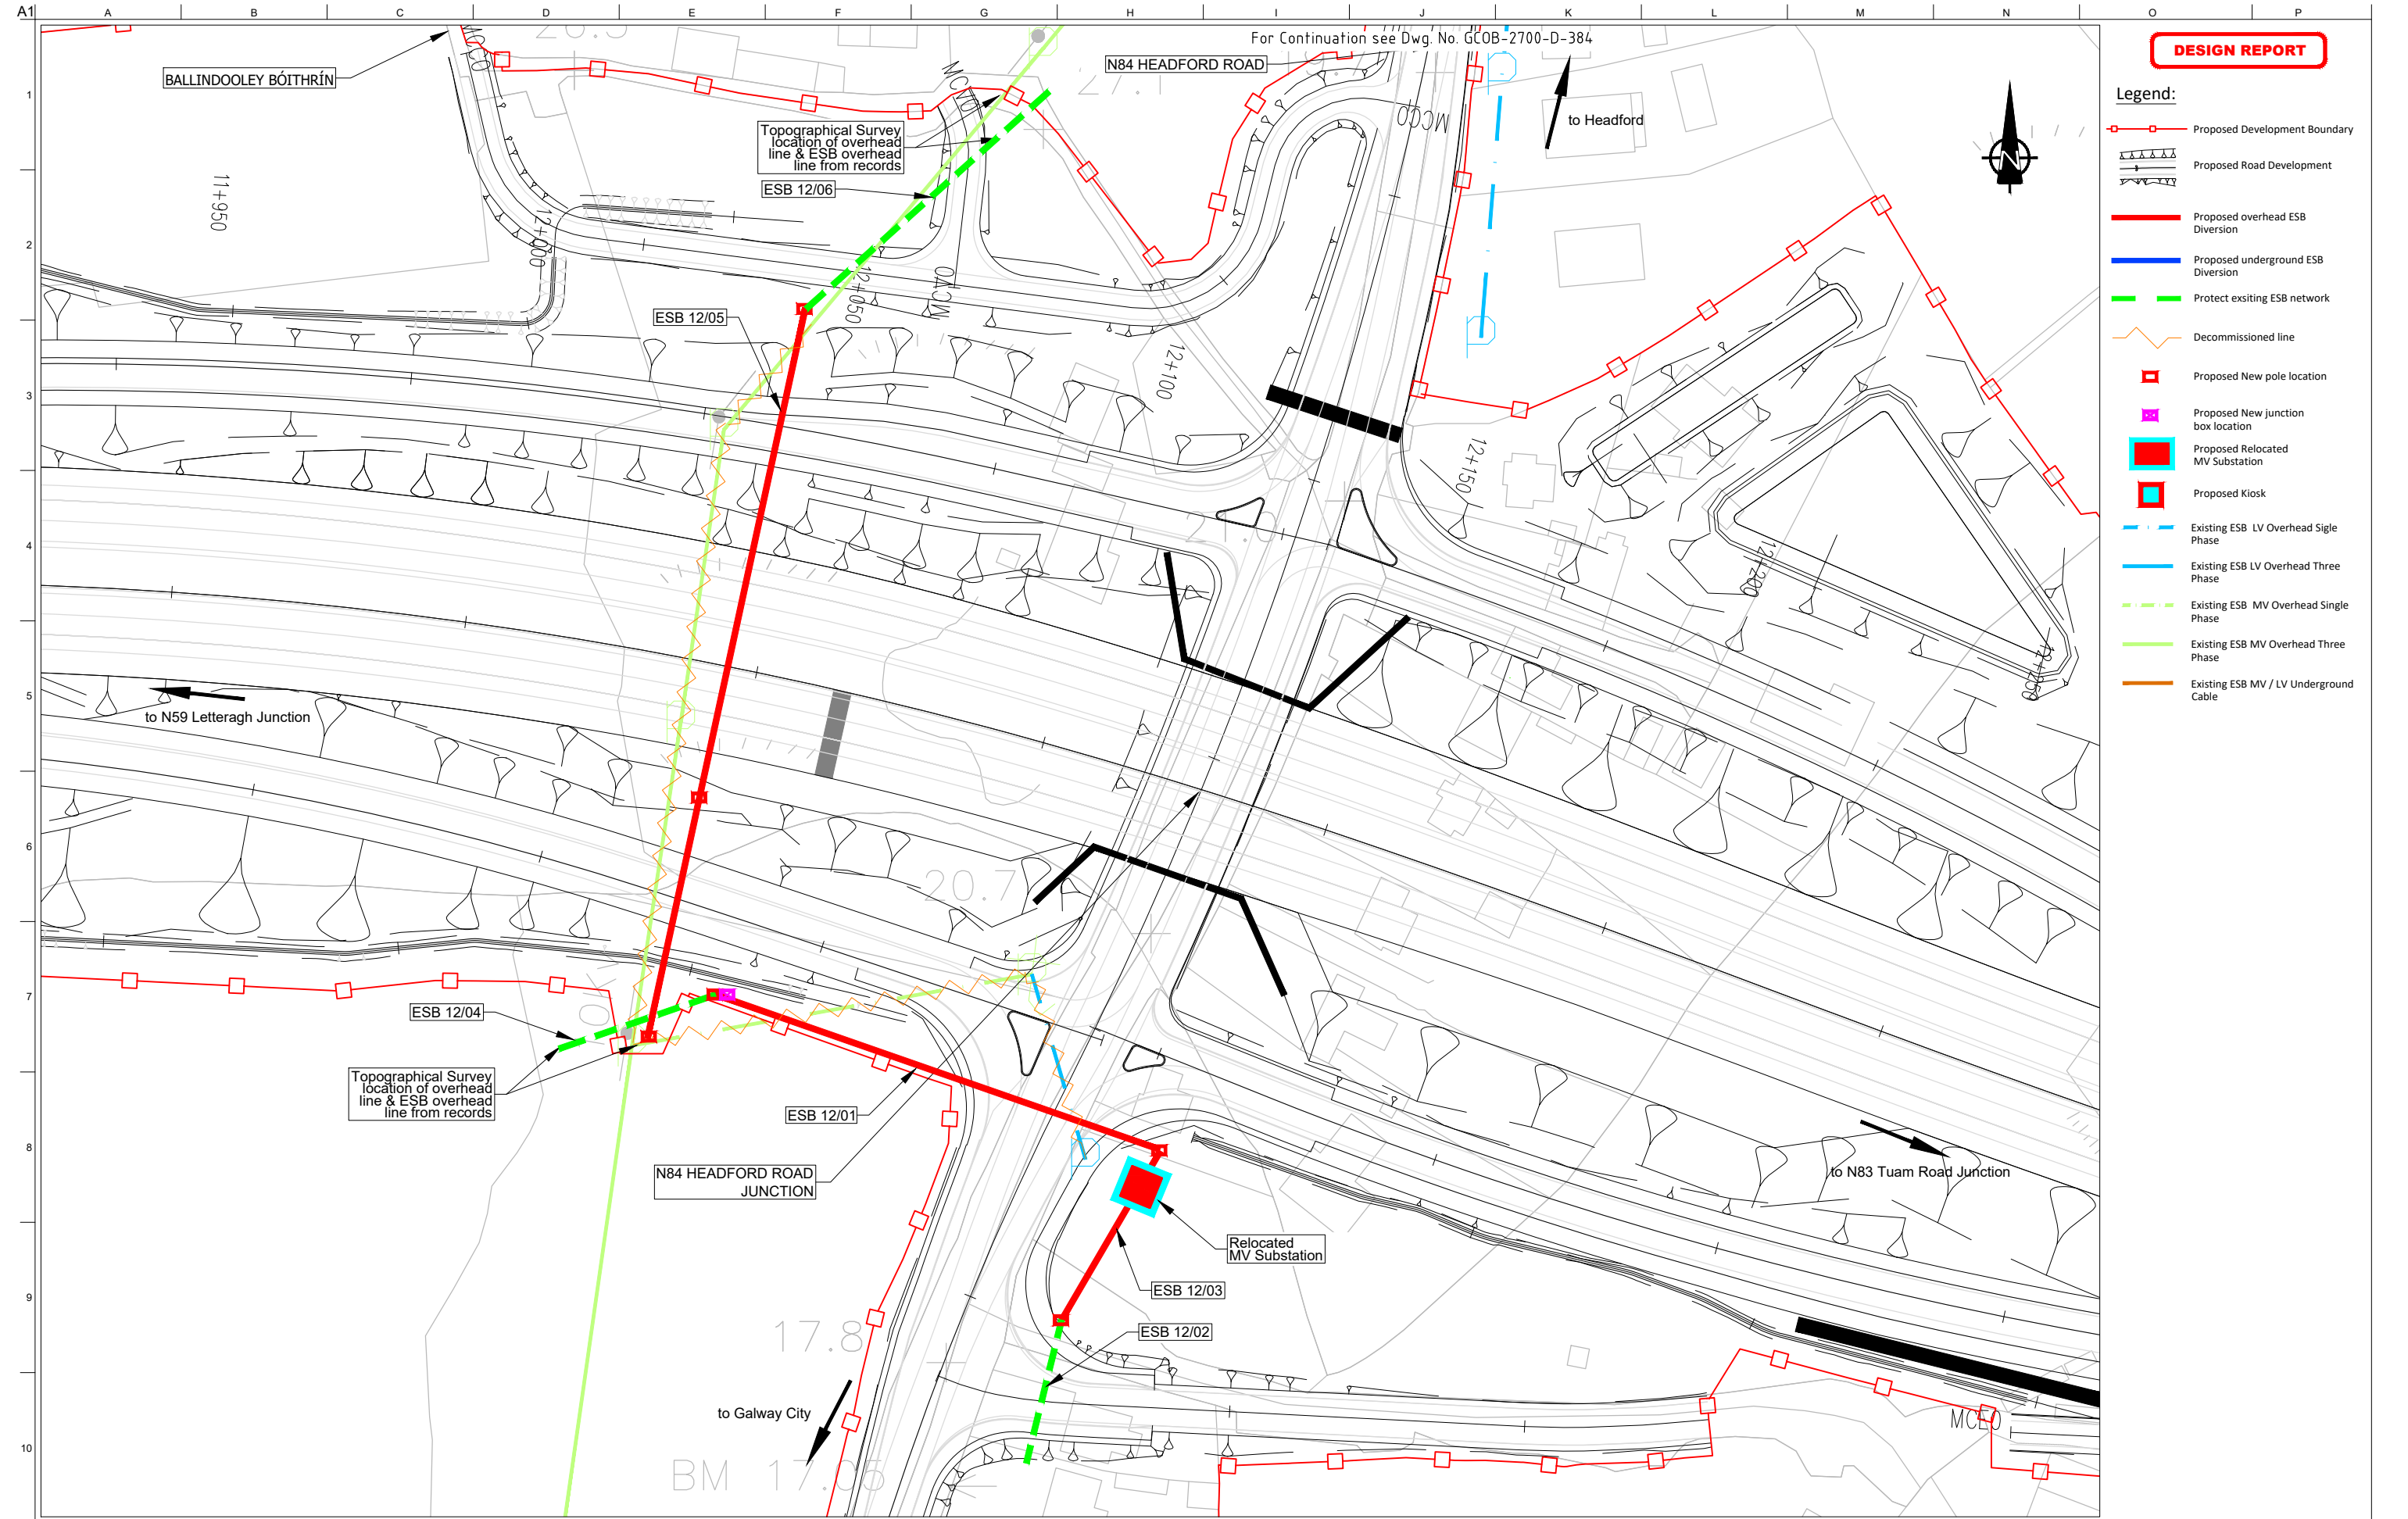 A1
A
B
C
D
E
F
G
H
I
J
K
L
M
N
O
P
1
2
3
4
5
6
7
8
9
10
For Continuation see Dwg. No. GCOB-2700-D-384
BALLINDOOLEY BÓITHRÍN
N84 HEADFORD ROAD
to Headford
Topographical Survey
location of overhead
line & ESB overhead
line from records
ESB 12/06
ESB 12/05
11+950
12+050
12+100
12+150
12+200
MCCO
21.0
20.7
to N59 Letteragh Junction
ESB 12/04
Topographical Survey
location of overhead
line & ESB overhead
line from records
ESB 12/01
N84 HEADFORD ROAD
JUNCTION
to N83 Tuam Road Junction
Relocated
MV Substation
ESB 12/03
ESB 12/02
17.8
to Galway City
BM 17.05
N
DESIGN REPORT
Legend:
Proposed Development Boundary
Proposed Road Development
Proposed overhead ESB
Diversion
Proposed underground ESB
Diversion
Protect exsiting ESB network
Decommissioned line
Proposed New pole location
Proposed New junction
box location
Proposed Relocated
MV Substation
Proposed Kiosk
Existing ESB LV Overhead Sigle
Phase
Existing ESB LV Overhead Three
Phase
Existing ESB MV Overhead Single
Phase
Existing ESB MV Overhead Three
Phase
Existing ESB MV / LV Underground
Cable